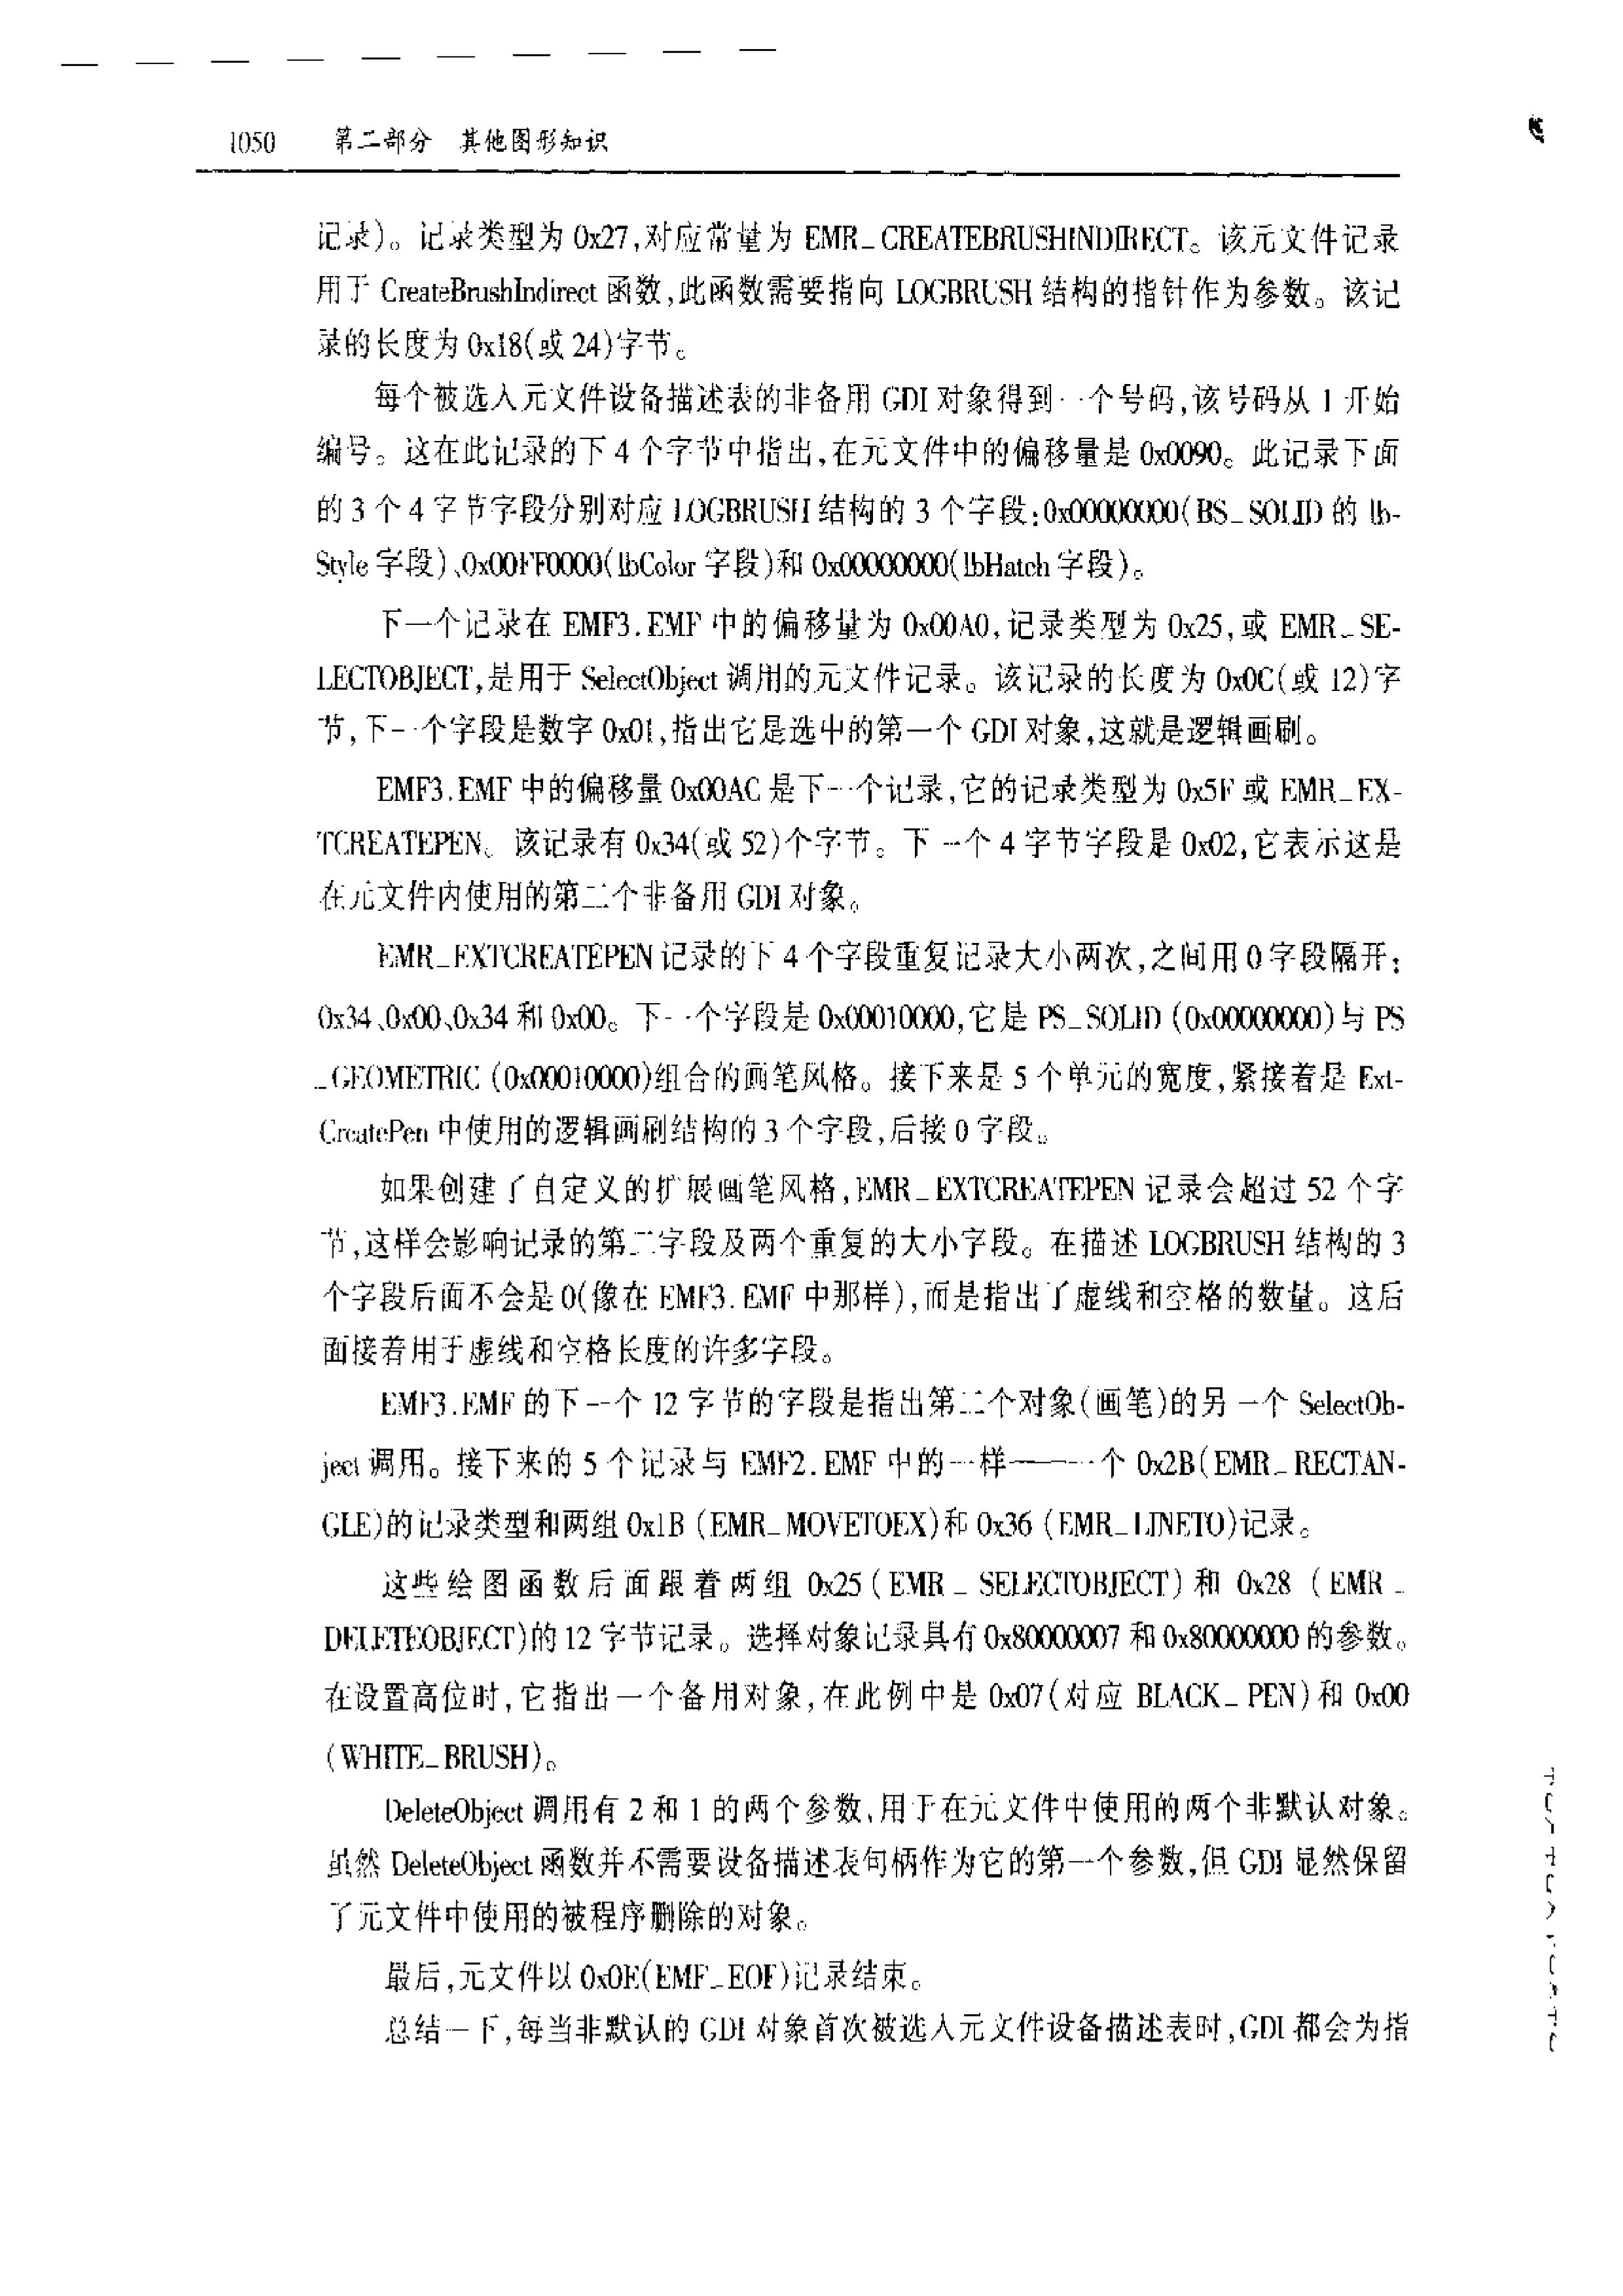 1050 第二部分 其他图形知识
记录)。记录类型为 0x27,对应常量为 EMR_CREATEBRUSHINDIRECT。该元文件记录
用于 CreateBrushIndirect 函数,此函数需要指向 LOGBRUSH 结构的指针作为参数。该记
录的长度为 0x18(或 24)字节。
每个被选入元文件设备描述表的非备用 GDI 对象得到一个号码,该号码从 1 开始
编号。这在此记录的下 4 个字节中指出,在元文件中的偏移量是 0x0090。此记录下面
的 3 个 4 字节字段分别对应 LOGBRUSH 结构的 3 个字段:0x00000000(BS_SOLID 的 lb-
Style 字段)、0x00FF0000(lbColor 字段)和 0x00000000(lbHatch 字段)。
下一个记录在 EMF3.EMF 中的偏移量为 0x00A0,记录类型为 0x25,或 EMR_SE-
LECTOBJECT,是用于 SelectObject 调用的元文件记录。该记录的长度为 0x0C(或 12)字
节,下一个字段是数字 0x01,指出它是选中的第一个 GDI 对象,这就是逻辑画刷。
EMF3.EMF 中的偏移量 0x00AC 是下一个记录,它的记录类型为 0x5F 或 EMR_EX-
TCREATEPEN。该记录有 0x34(或 52)个字节。下一个 4 字节字段是 0x02,它表示这是
在元文件内使用的第二个非备用 GDI 对象。
EMR_EXTCREATEPEN 记录的下 4 个字段重复记录大小两次,之间用 0 字段隔开:
0x34、0x00、0x34 和 0x00。下一个字段是 0x00010000,它是 PS_SOLID (0x00000000)与 PS
_GEOMETRIC (0x00010000)组合的画笔风格。接下来是 5 个单元的宽度,紧接着是 Ext-
CreatePen 中使用的逻辑画刷结构的 3 个字段,后接 0 字段。
如果创建了自定义的扩展画笔风格,EMR_EXTCREATEPEN 记录会超过 52 个字
节,这样会影响记录的第二字段及两个重复的大小字段。在描述 LOGBRUSH 结构的 3
个字段后面不会是 0(像在 EMF3.EMF 中那样),而是指出了虚线和空格的数量。这后
面接着用于虚线和空格长度的许多字段。
EMF3.EMF 的下一个 12 字节的字段是指出第二个对象(画笔)的另一个 SelectOb-
ject 调用。接下来的 5 个记录与 EMF2.EMF 中的一样——一个 0x2B(EMR_RECTAN-
GLE)的记录类型和两组 0x1B (EMR_MOVETOEX)和 0x36 (EMR_LINETO)记录。
这些绘图函数后面跟着两组 0x25(EMR_SELECTOBJECT)和 0x28 (EMR_
DELETEOBJECT)的 12 字节记录。选择对象记录具有 0x80000007 和 0x80000000 的参数。
在设置高位时,它指出一个备用对象,在此例中是 0x07(对应 BLACK_PEN)和 0x00
(WHITE_BRUSH)。
DeleteObject 调用有 2 和 1 的两个参数,用于在元文件中使用的两个非默认对象。
虽然 DeleteObject 函数并不需要设备描述表句柄作为它的第一个参数,但 GDI 显然保留
了元文件中使用的被程序删除的对象。
最后,元文件以 0x0E(EMF_EOF)记录结束。
总结一下,每当非默认的 GDI 对象首次被选入元文件设备描述表时,GDI 都会为指